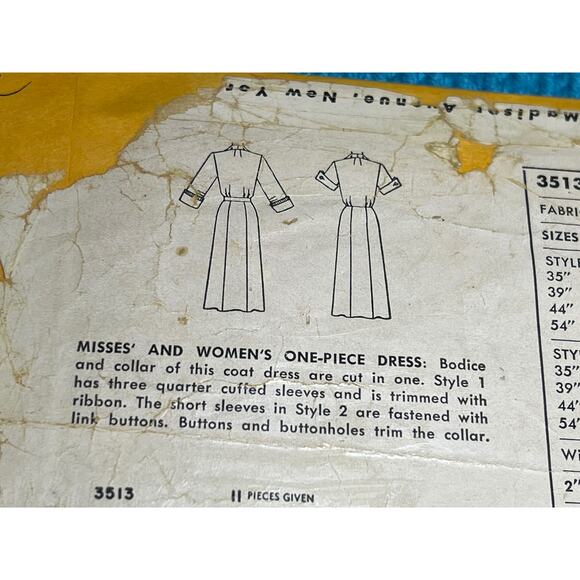 Madison Avenue, New Yor
MISSES' AND WOMEN'S ONE-PIECE DRESS: Bodice
and collar of this coat dress are cut in one. Style 1
has three quarter cuffed sleeves and is trimmed with
ribbon. The short sleeves in Style 2 are fastened with
link buttons. Buttons and buttonholes trim the collar.
3513 11 PIECES GIVEN
3513
FABRI
SIZES
STYLE
35"
39"
44"
54"
STY
35"
39"
44"
54"
Wi
2"